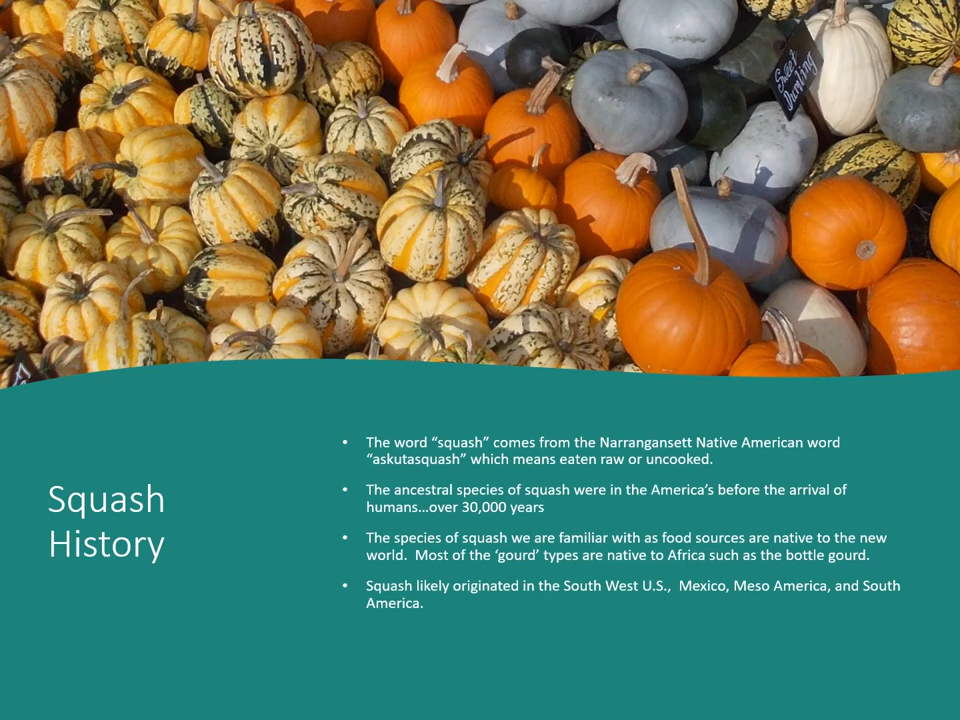 Sweet
Dumpling
Squash
History
• The word “squash” comes from the Narrangansett Native American word
“askutasquash” which means eaten raw or uncooked.
• The ancestral species of squash were in the America’s before the arrival of
humans…over 30,000 years
• The species of squash we are familiar with as food sources are native to the new
world.  Most of the ‘gourd’ types are native to Africa such as the bottle gourd.
• Squash likely originated in the South West U.S.,  Mexico, Meso America, and South
America.